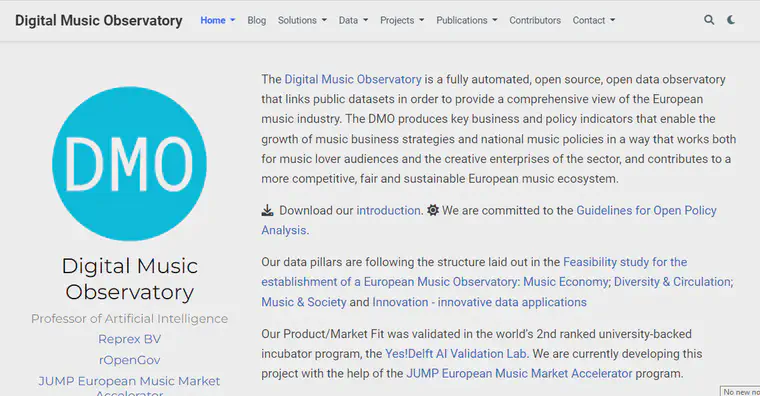 Digital Music Observatory Home Blog Solutions Data Projects Publications Contributors Contact
DMO
Digital Music
Observatory
Professor of Artificial Intelligence
Reprex BV
rOpenGov
JUMP European Music Market
Accelerator
The Digital Music Observatory is a fully automated, open source, open data observatory
that links public datasets in order to provide a comprehensive view of the European
music industry. The DMO produces key business and policy indicators that enable the
growth of music business strategies and national music policies in a way that works both
for music lover audiences and the creative enterprises of the sector, and contributes to a
more competitive, fair and sustainable European music ecosystem.
Download our introduction. We are committed to the Guidelines for Open Policy
Analysis.
Our data pillars are following the structure laid out in the Feasibility study for the
establishment of a European Music Observatory: Music Economy; Diversity & Circulation;
Music & Society and Innovation - innovative data applications
Our Product/Market Fit was validated in the world's 2nd ranked university-backed
incubator program, the Yes!Delft AI Validation Lab. We are currently developing this
project with the help of the JUMP European Music Market Accelerator program.
No new no